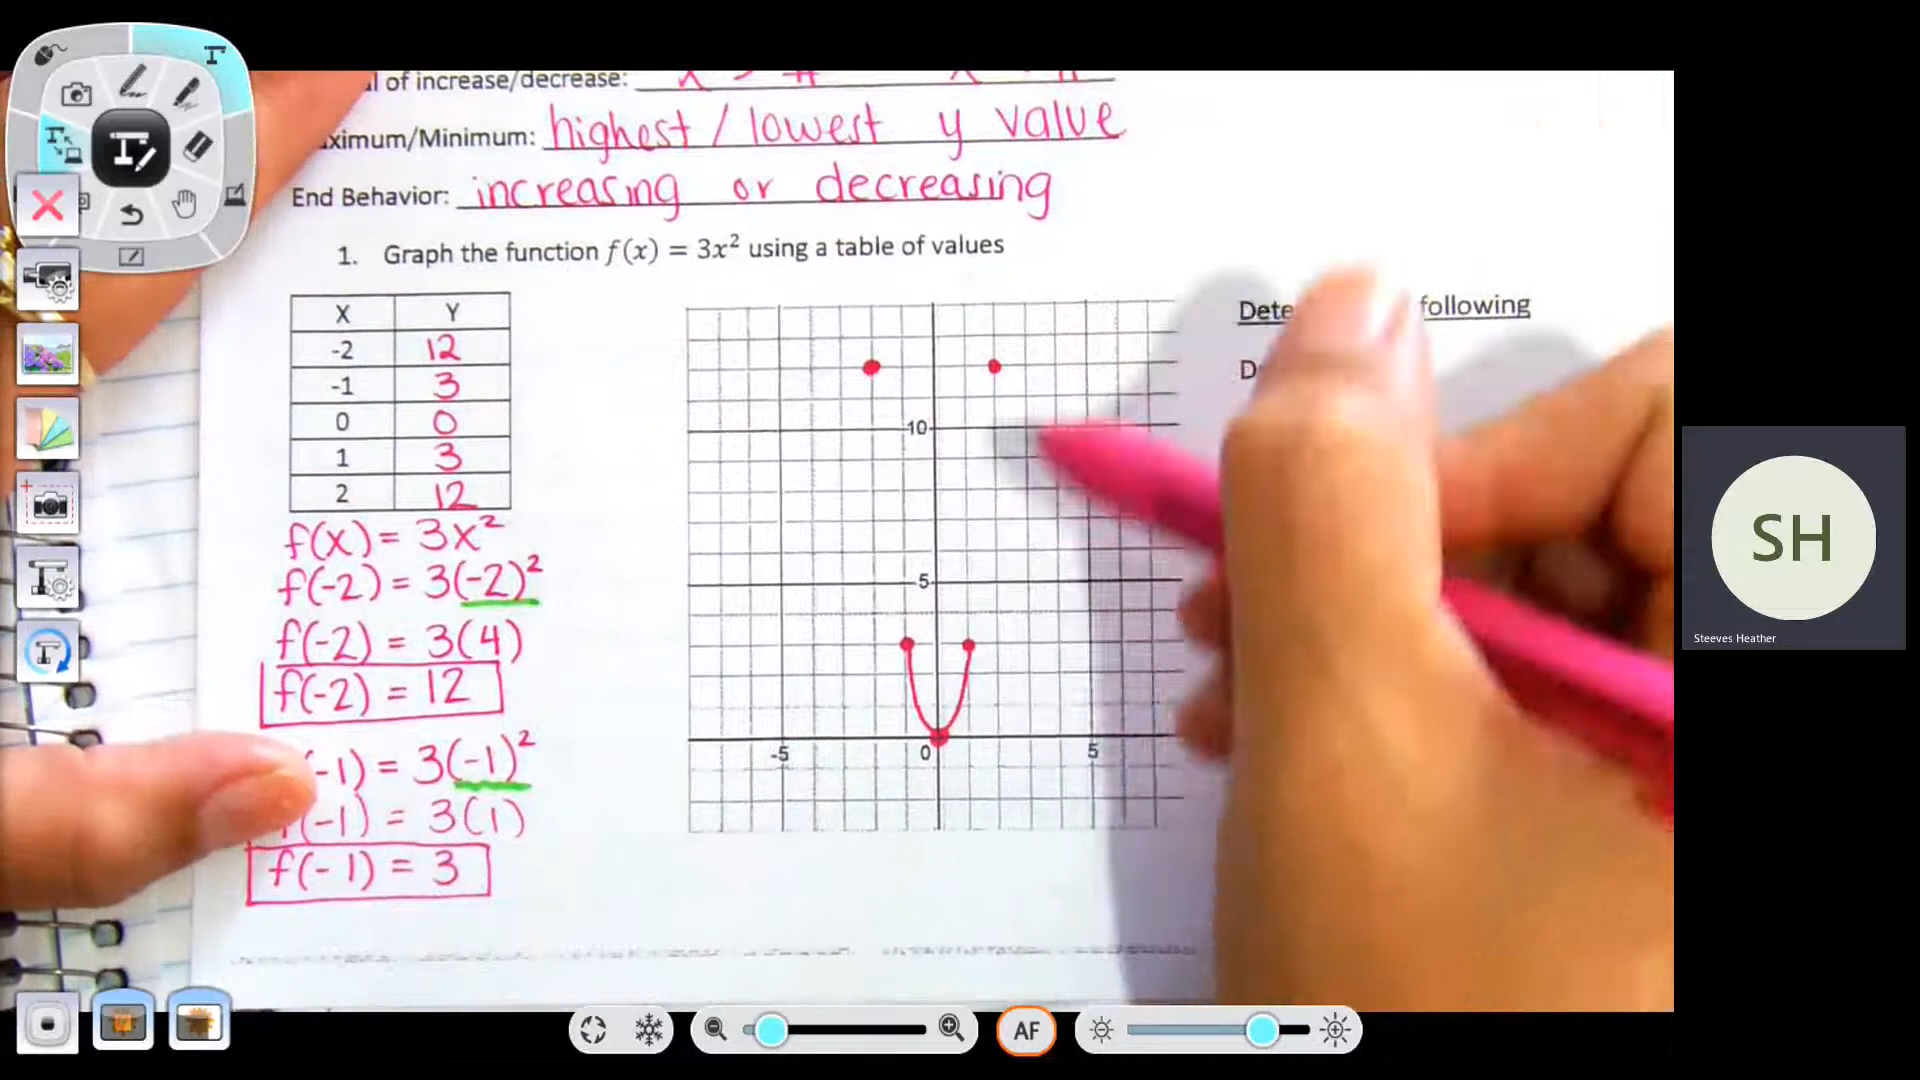 of increase/decrease:
ximum/Minimum: highest / lowest y value
End Behavior: increasing or decreasing
1. Graph the function f(x) = 3x² using a table of values
X Y
-2 12
-1 3
0 0
1 3
2 12
f(x) = 3x²
f(-2) = 3(-2)²
f(-2) = 3(4)
f(-2) = 12
-1) = 3(-1)²
(-1) = 3(1)
f(-1) = 3
10
5
-5 0 5
following
SH
Steeves Heather
AF